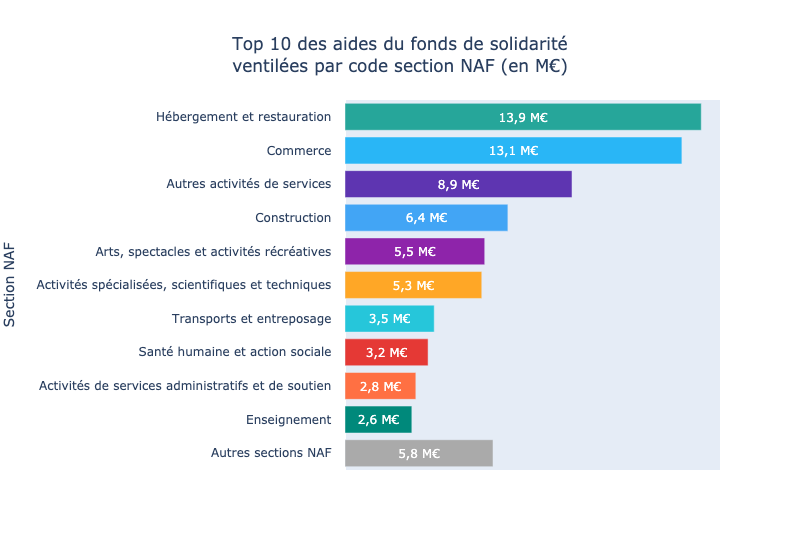 Top 10 des aides du fonds de solidarité
ventilées par code section NAF (en M€)
Section NAF
Hébergement et restauration 13,9 M€
Commerce 13,1 M€
Autres activités de services 8,9 M€
Construction 6,4 M€
Arts, spectacles et activités récréatives 5,5 M€
Activités spécialisées, scientifiques et techniques 5,3 M€
Transports et entreposage 3,5 M€
Santé humaine et action sociale 3,2 M€
Activités de services administratifs et de soutien 2,8 M€
Enseignement 2,6 M€
Autres sections NAF 5,8 M€